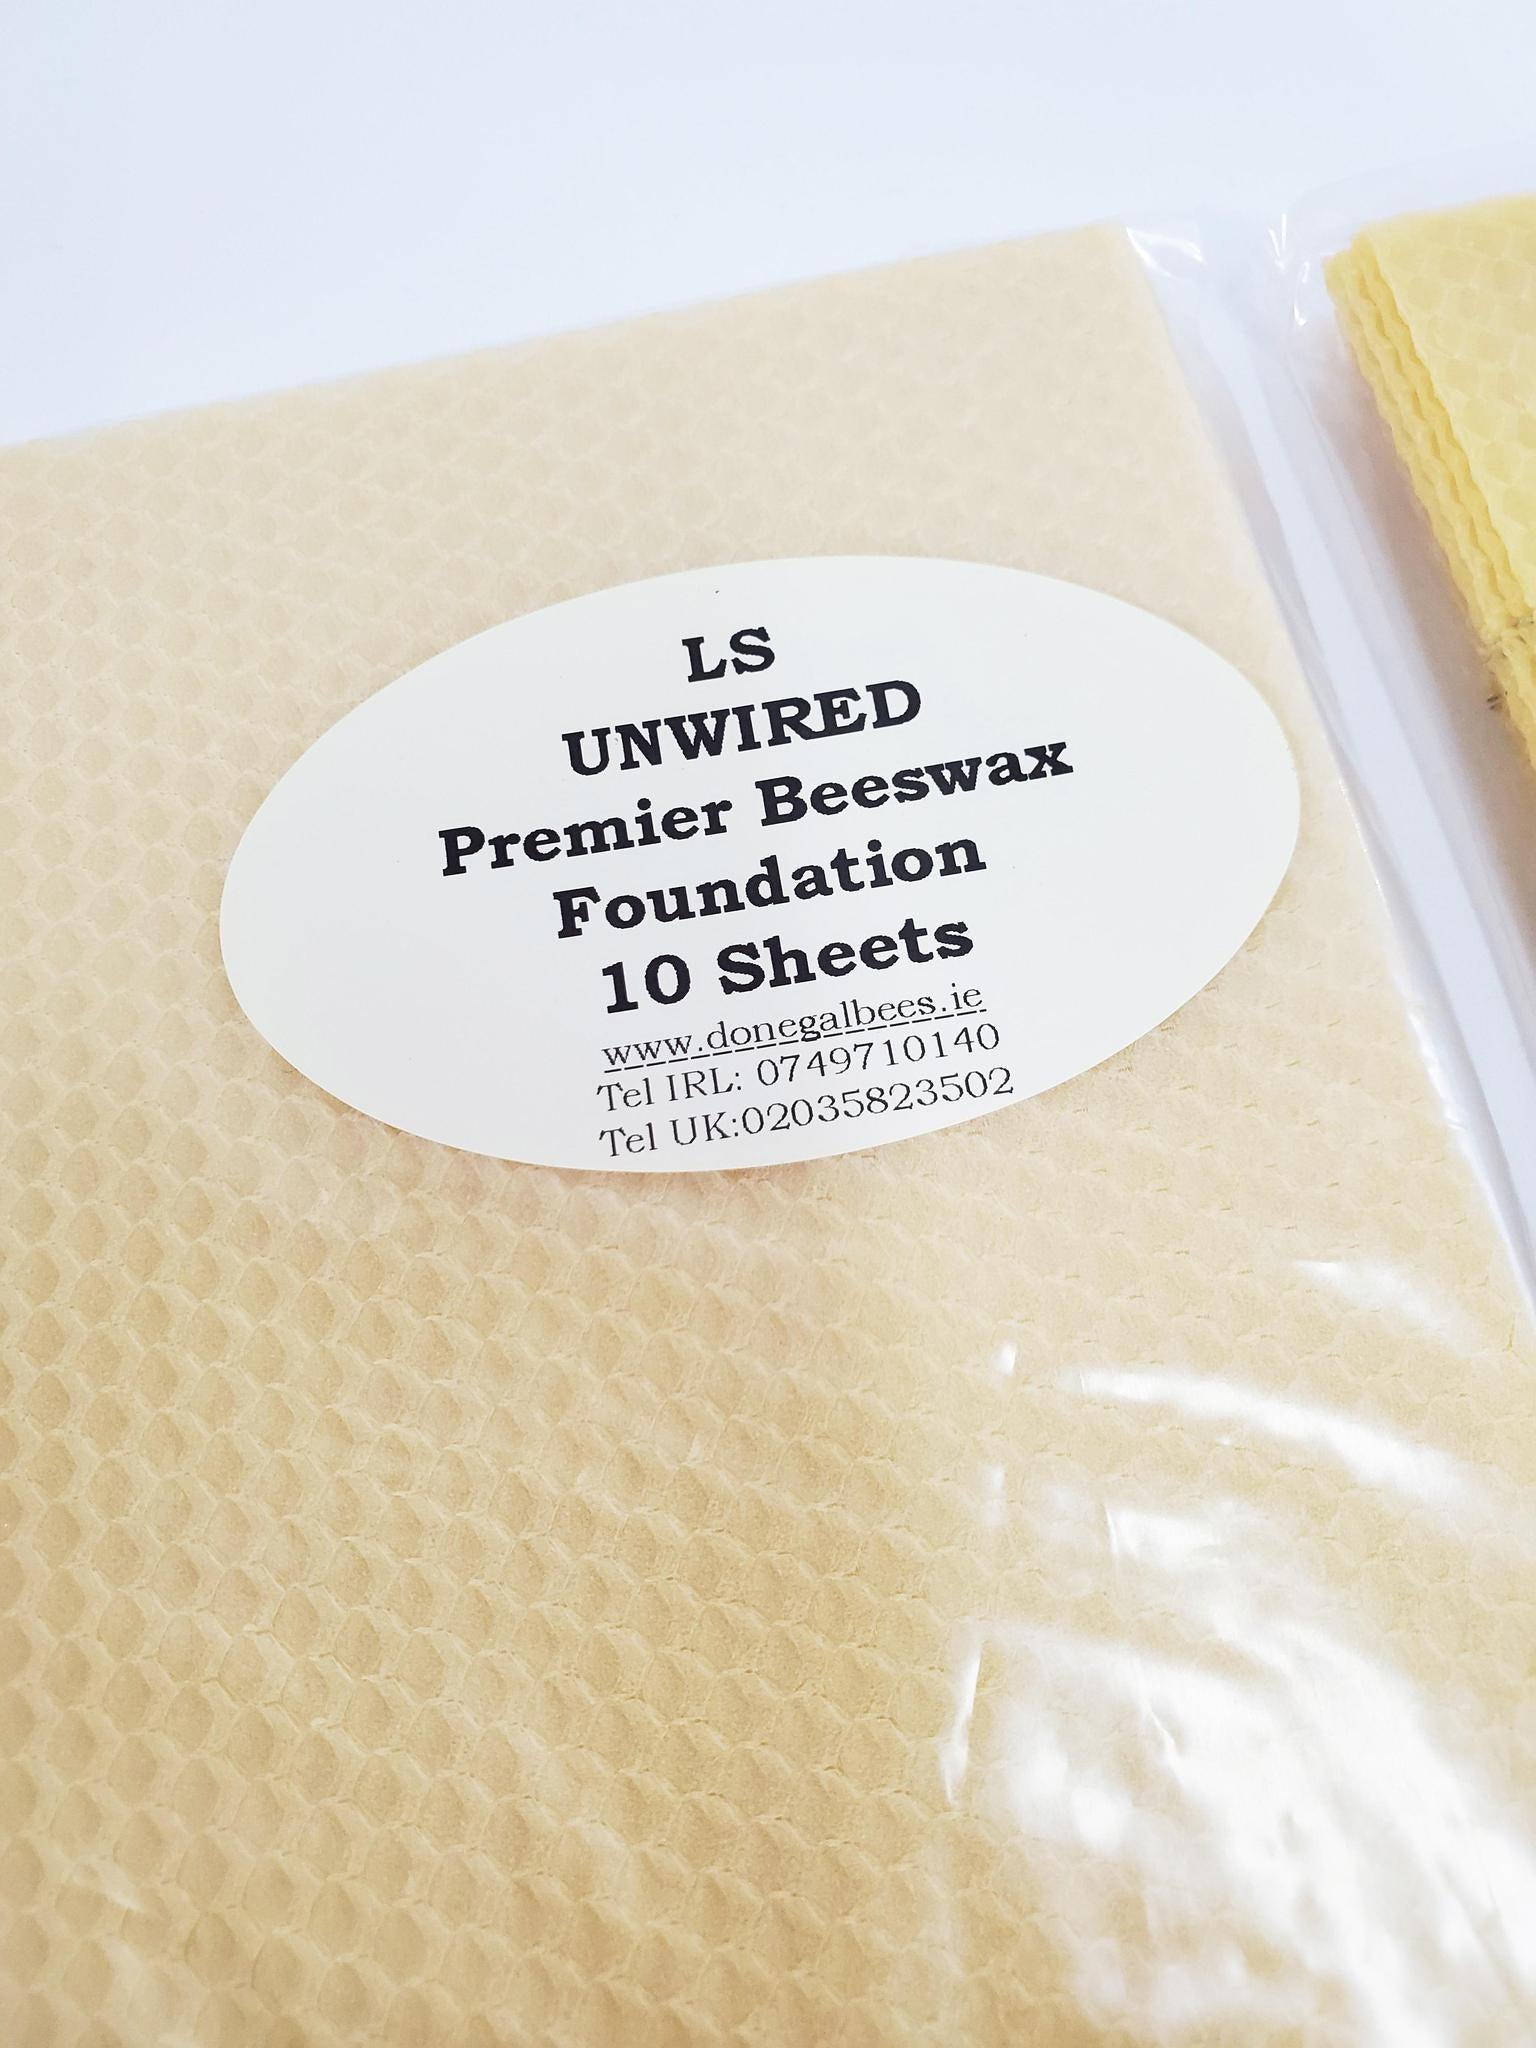 LS
UNWIRED
Premier Beeswax
Foundation
10 Sheets
www.donegalbees.ie
Tel IRL: 0749710140
Tel UK:02035823502